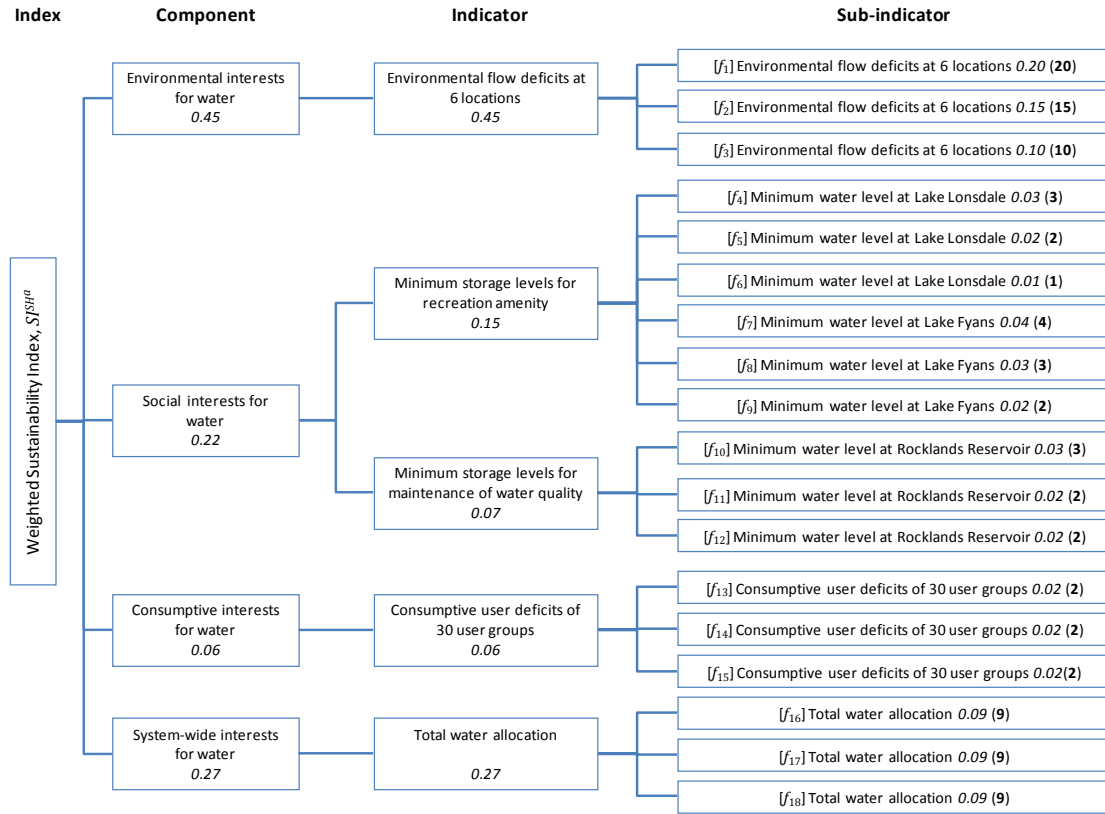 Index
Component
Indicator
Sub-indicator
Weighted Sustainability Index, SI^{SH^a}
Environmental interests
for water
0.45
Environmental flow deficits at
6 locations
0.45
[f₁] Environmental flow deficits at 6 locations 0.20 (20)
[f₂] Environmental flow deficits at 6 locations 0.15 (15)
[f₃] Environmental flow deficits at 6 locations 0.10 (10)
Social interests for
water
0.22
Minimum storage levels for
recreation amenity
0.15
[f₄] Minimum water level at Lake Lonsdale 0.03 (3)
[f₅] Minimum water level at Lake Lonsdale 0.02 (2)
[f₆] Minimum water level at Lake Lonsdale 0.01 (1)
[f₇] Minimum water level at Lake Fyans 0.04 (4)
[f₈] Minimum water level at Lake Fyans 0.03 (3)
[f₉] Minimum water level at Lake Fyans 0.02 (2)
Minimum storage levels for
maintenance of water quality
0.07
[f₁₀] Minimum water level at Rocklands Reservoir 0.03 (3)
[f₁₁] Minimum water level at Rocklands Reservoir 0.02 (2)
[f₁₂] Minimum water level at Rocklands Reservoir 0.02 (2)
Consumptive interests
for water
0.06
Consumptive user deficits of
30 user groups
0.06
[f₁₃] Consumptive user deficits of 30 user groups 0.02 (2)
[f₁₄] Consumptive user deficits of 30 user groups 0.02 (2)
[f₁₅] Consumptive user deficits of 30 user groups 0.02(2)
System-wide interests
for water
0.27
Total water allocation
0.27
[f₁₆] Total water allocation 0.09 (9)
[f₁₇] Total water allocation 0.09 (9)
[f₁₈] Total water allocation 0.09 (9)